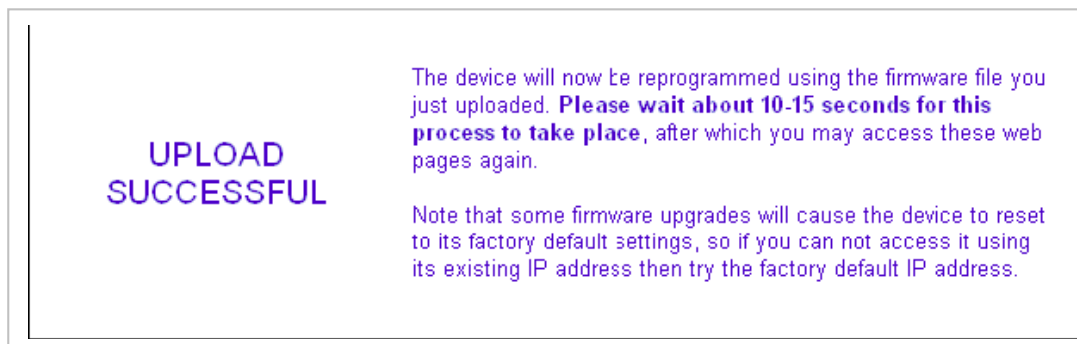 UPLOAD
SUCCESSFUL
The device will now be reprogrammed using the firmware file you
just uploaded. Please wait about 10-15 seconds for this
process to take place, after which you may access these web
pages again.
Note that some firmware upgrades will cause the device to reset
to its factory default settings, so if you can not access it using
its existing IP address then try the factory default IP address.